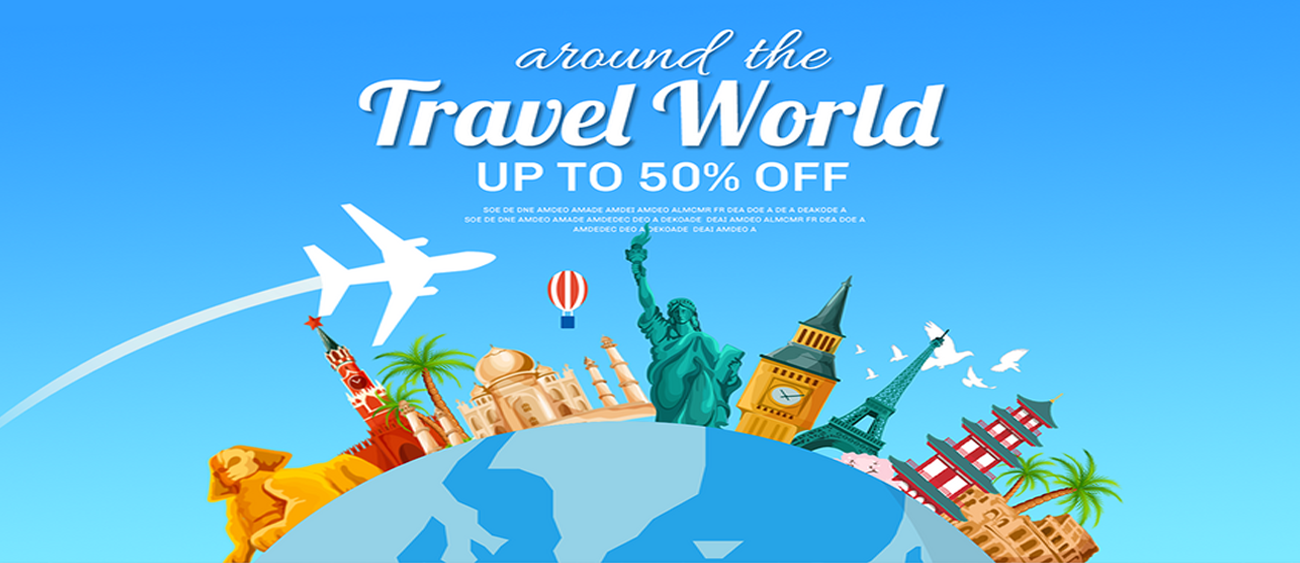 around the
Travel World
UP TO 50% OFF
SOE DE DNE AMDEO AMADE AMDEI AMDEO ALMCMR FR DEA DOE A DE A DEAKODE A
SOE DE DNE AMDEO AMADE AMDEDEC DEO A DEKOADE DEAI AMDEO ALMCMR FR DEA DOE A
AMDEDEC DEO A DEKOADE DEAI AMDEO A